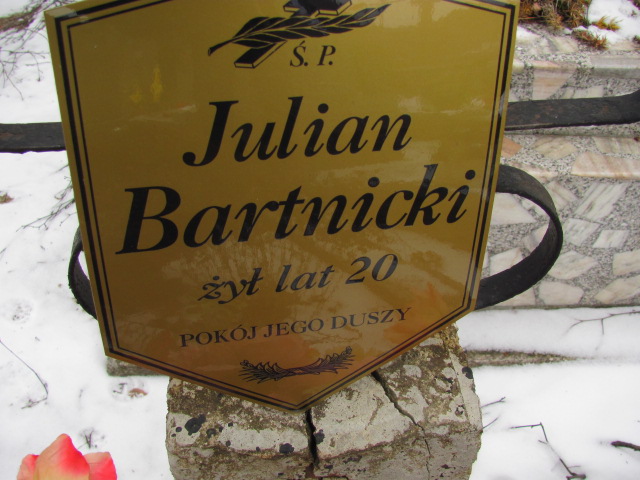 Ś. P.
Julian
Bartnicki
żył lat 20
POKÓJ JEGO DUSZY